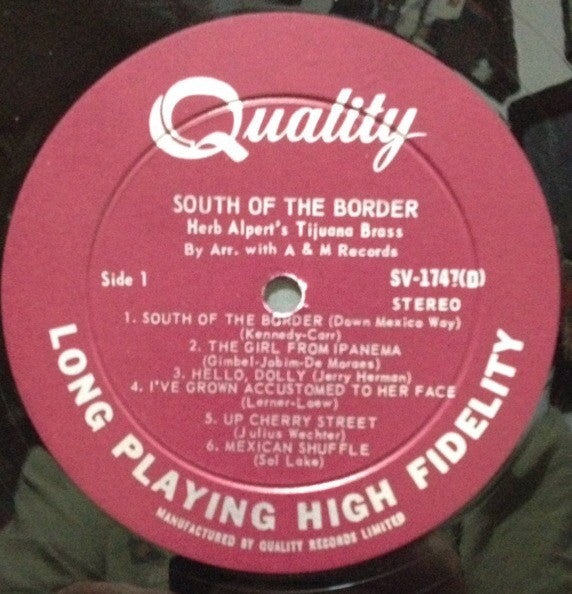 Quality
SOUTH OF THE BORDER
Herb Alpert's Tijuana Brass
By Arr. with A & M Records
Side 1
SV-1747(D)
STEREO
1. SOUTH OF THE BORDER (Down Mexico Way)
(Kennedy-Carr)
2. THE GIRL FROM IPANEMA
(Gimbel-Jobim-De Moraes)
3. HELLO, DOLLY (Jerry Herman)
4. I'VE GROWN ACCUSTOMED TO HER FACE
(Lerner-Loew)
5. UP CHERRY STREET
(Julius Wechter)
6. MEXICAN SHUFFLE
(Sol Lake)
LONG PLAYING HIGH FIDELITY
MANUFACTURED BY QUALITY RECORDS LIMITED